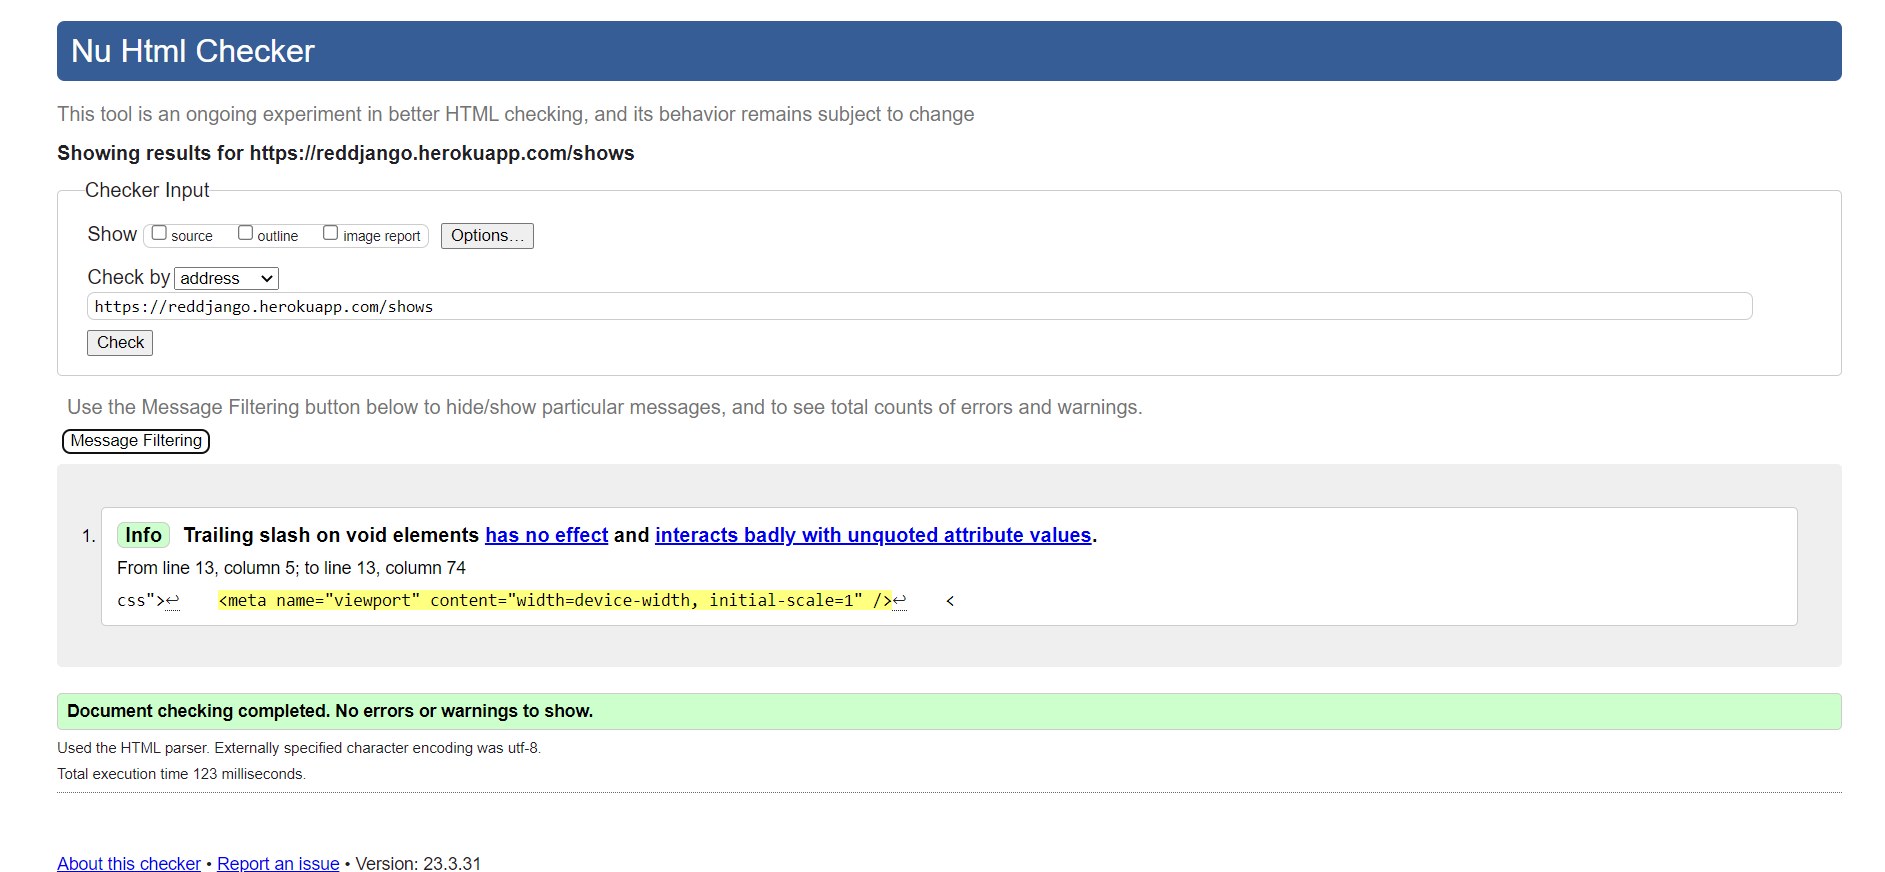 Nu Html Checker
This tool is an ongoing experiment in better HTML checking, and its behavior remains subject to change
Showing results for https://reddjango.herokuapp.com/shows
Checker Input
Show source outline image report Options...
Check by address
https://reddjango.herokuapp.com/shows
Check
Use the Message Filtering button below to hide/show particular messages, and to see total counts of errors and warnings.
Message Filtering
1. Info Trailing slash on void elements has no effect and interacts badly with unquoted attribute values.
From line 13, column 5; to line 13, column 74
css">↩ <meta name="viewport" content="width=device-width, initial-scale=1" />↩ <
Document checking completed. No errors or warnings to show.
Used the HTML parser. Externally specified character encoding was utf-8.
Total execution time 123 milliseconds.
About this checker • Report an issue • Version: 23.3.31